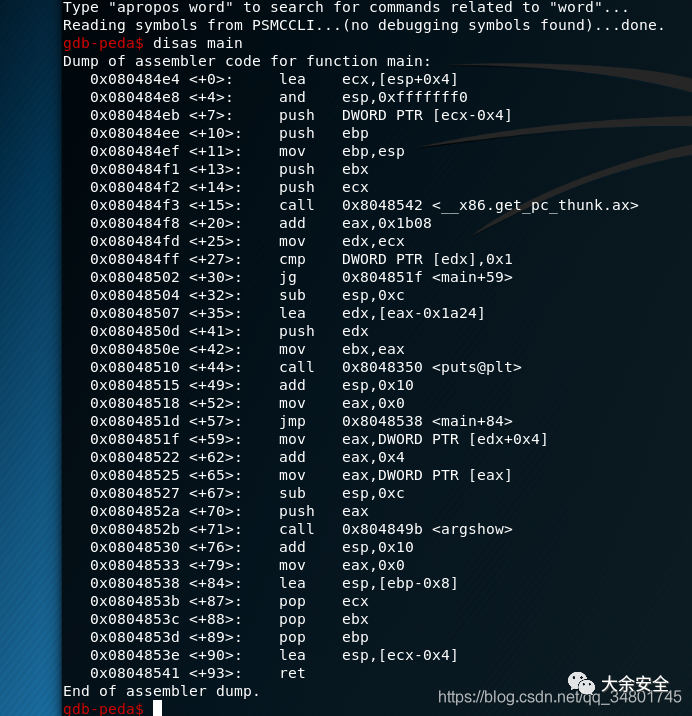 Type "apropos word" to search for commands related to "word"...
Reading symbols from PSMCCLI...(no debugging symbols found)...done.
gdb-peda$ disas main
Dump of assembler code for function main:
   0x080484e4 <+0>:     lea    ecx,[esp+0x4]
   0x080484e8 <+4>:     and    esp,0xfffffff0
   0x080484eb <+7>:     push   DWORD PTR [ecx-0x4]
   0x080484ee <+10>:    push   ebp
   0x080484ef <+11>:    mov    ebp,esp
   0x080484f1 <+13>:    push   ebx
   0x080484f2 <+14>:    push   ecx
   0x080484f3 <+15>:    call   0x8048542 <__x86.get_pc_thunk.ax>
   0x080484f8 <+20>:    add    eax,0x1b08
   0x080484fd <+25>:    mov    edx,ecx
   0x080484ff <+27>:    cmp    DWORD PTR [edx],0x1
   0x08048502 <+30>:    jg     0x804851f <main+59>
   0x08048504 <+32>:    sub    esp,0xc
   0x08048507 <+35>:    lea    edx,[eax-0x1a24]
   0x0804850d <+41>:    push   edx
   0x0804850e <+42>:    mov    ebx,eax
   0x08048510 <+44>:    call   0x8048350 <puts@plt>
   0x08048515 <+49>:    add    esp,0x10
   0x08048518 <+52>:    mov    eax,0x0
   0x0804851d <+57>:    jmp    0x8048538 <main+84>
   0x0804851f <+59>:    mov    eax,DWORD PTR [edx+0x4]
   0x08048522 <+62>:    add    eax,0x4
   0x08048525 <+65>:    mov    eax,DWORD PTR [eax]
   0x08048527 <+67>:    sub    esp,0xc
   0x0804852a <+70>:    push   eax
   0x0804852b <+71>:    call   0x804849b <argshow>
   0x08048530 <+76>:    add    esp,0x10
   0x08048533 <+79>:    mov    eax,0x0
   0x08048538 <+84>:    lea    esp,[ebp-0x8]
   0x0804853b <+87>:    pop    ecx
   0x0804853c <+88>:    pop    ebx
   0x0804853d <+89>:    pop    ebp
   0x0804853e <+90>:    lea    esp,[ecx-0x4]
   0x08048541 <+93>:    ret
End of assembler dump.
gdb-peda$
大余安全
https://blog.csdn.net/qq_34801745